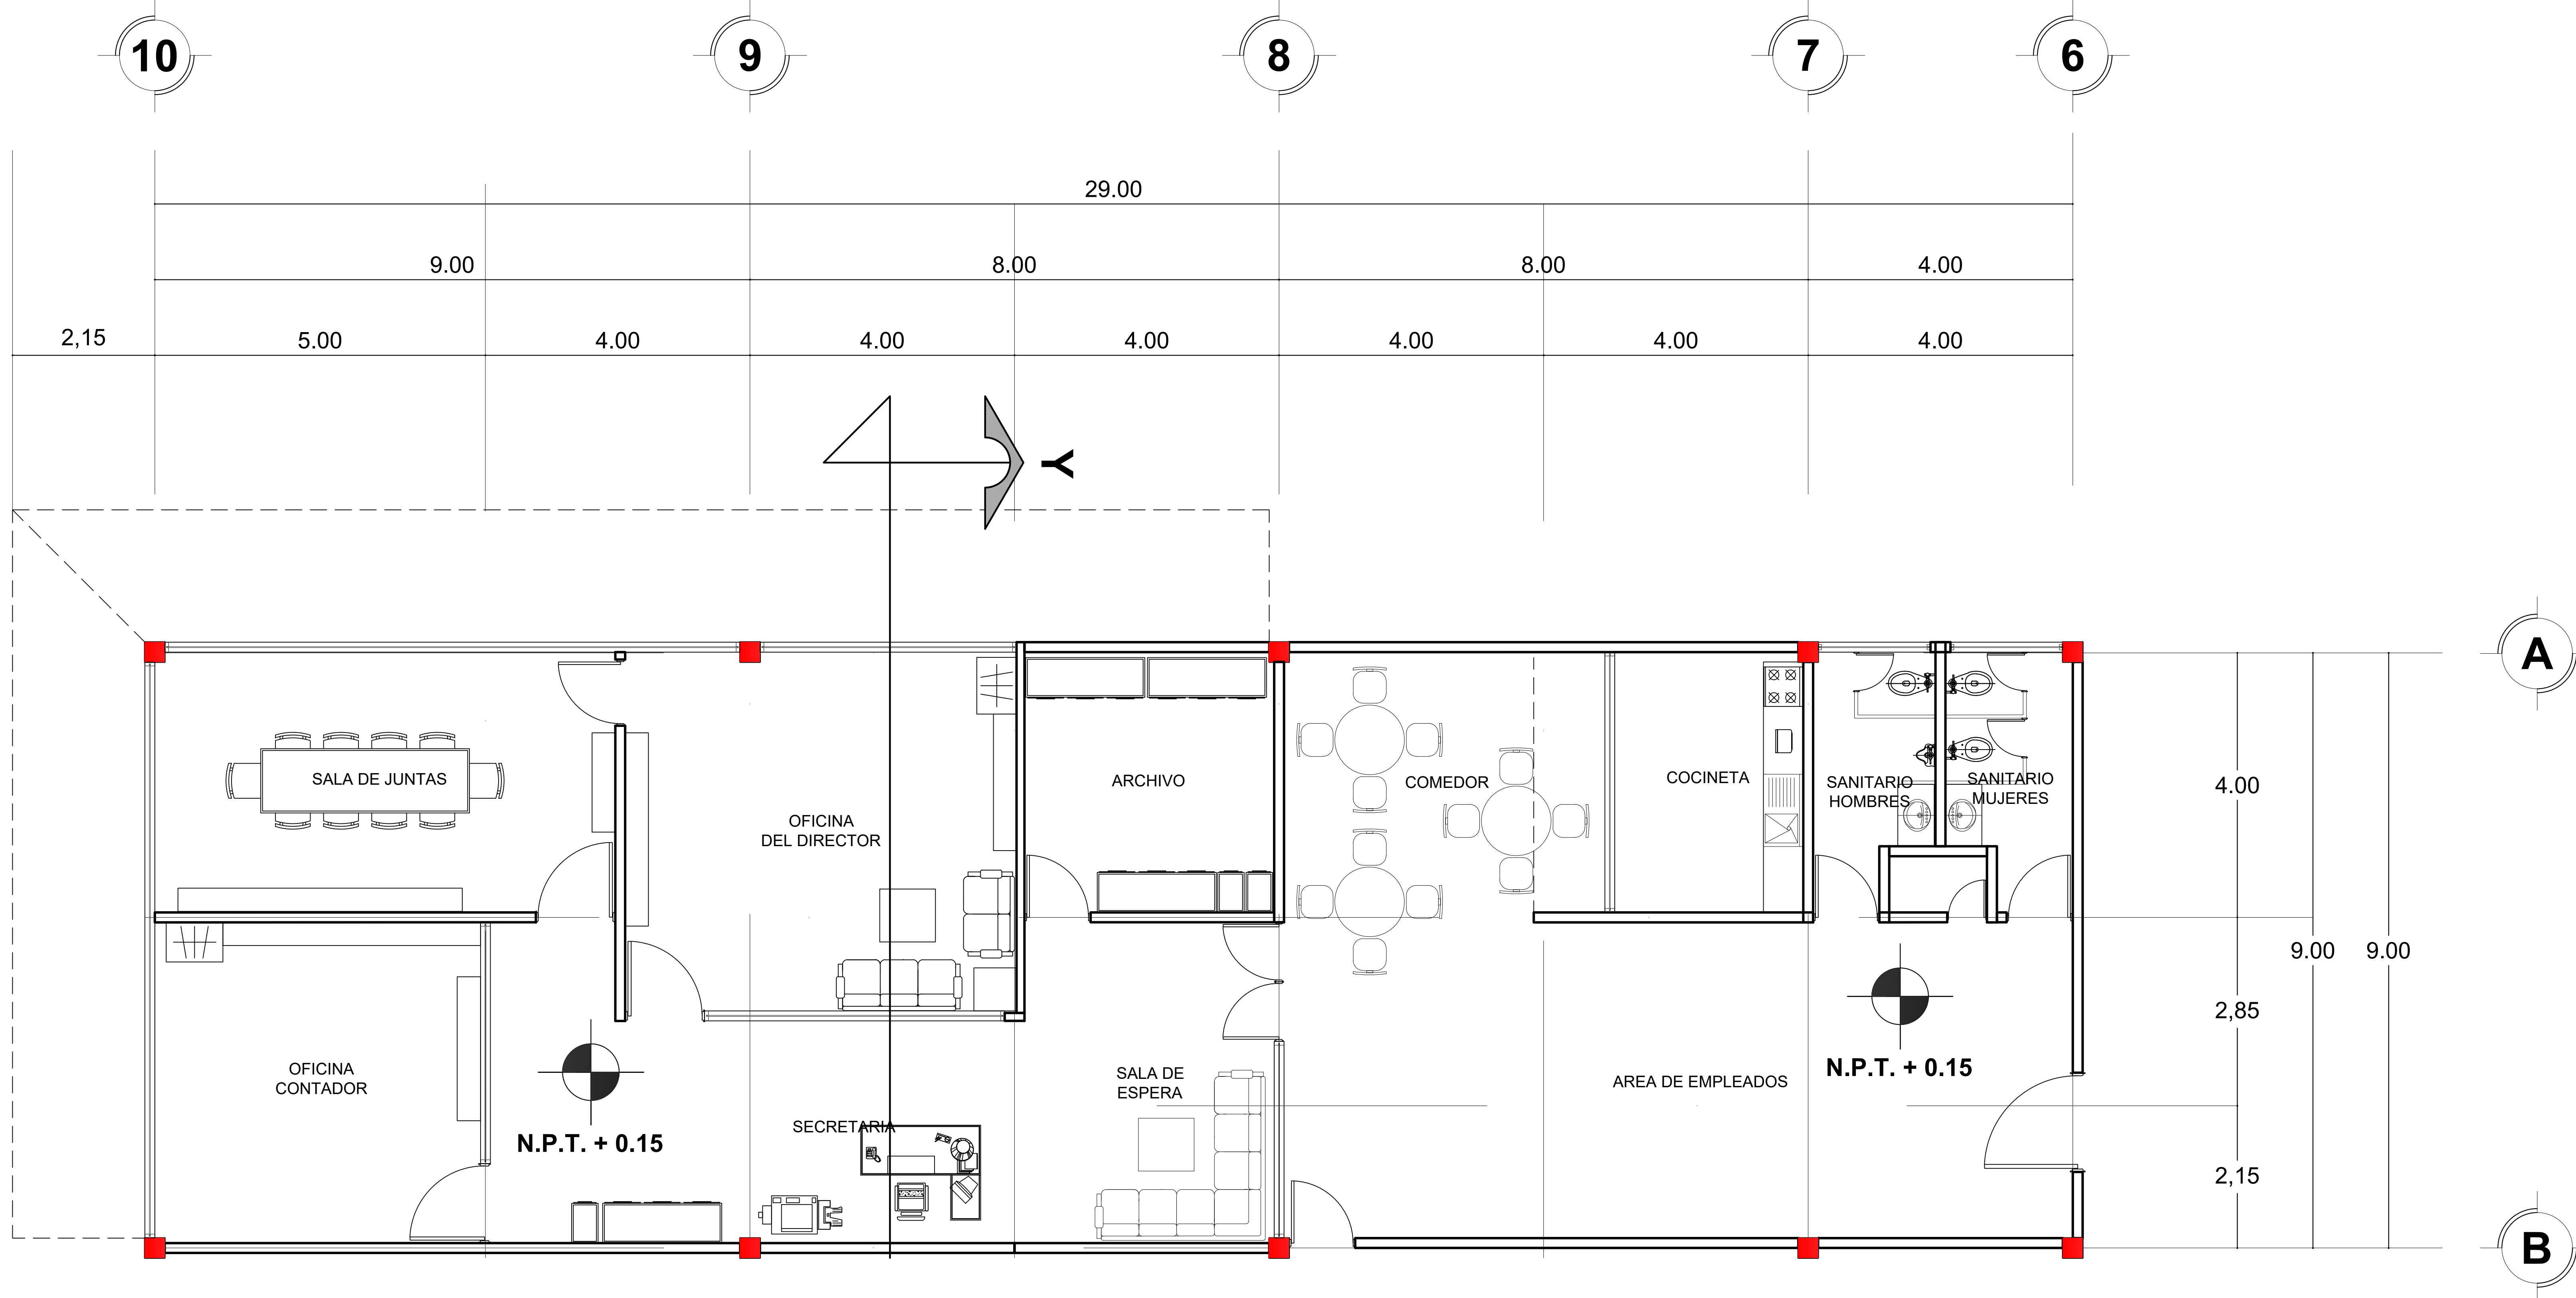 10
9
8
7
6
29.00
9.00
8.00
8.00
4.00
2,15
5.00
4.00
4.00
4.00
4.00
4.00
4.00
Y
A
SALA DE JUNTAS
OFICINA
DEL DIRECTOR
ARCHIVO
COMEDOR
COCINETA
SANITARIO
HOMBRES
SANITARIO
MUJERES
4.00
9.00
9.00
2,85
OFICINA
CONTADOR
N.P.T. + 0.15
SECRETARIA
SALA DE
ESPERA
AREA DE EMPLEADOS
N.P.T. + 0.15
2,15
B